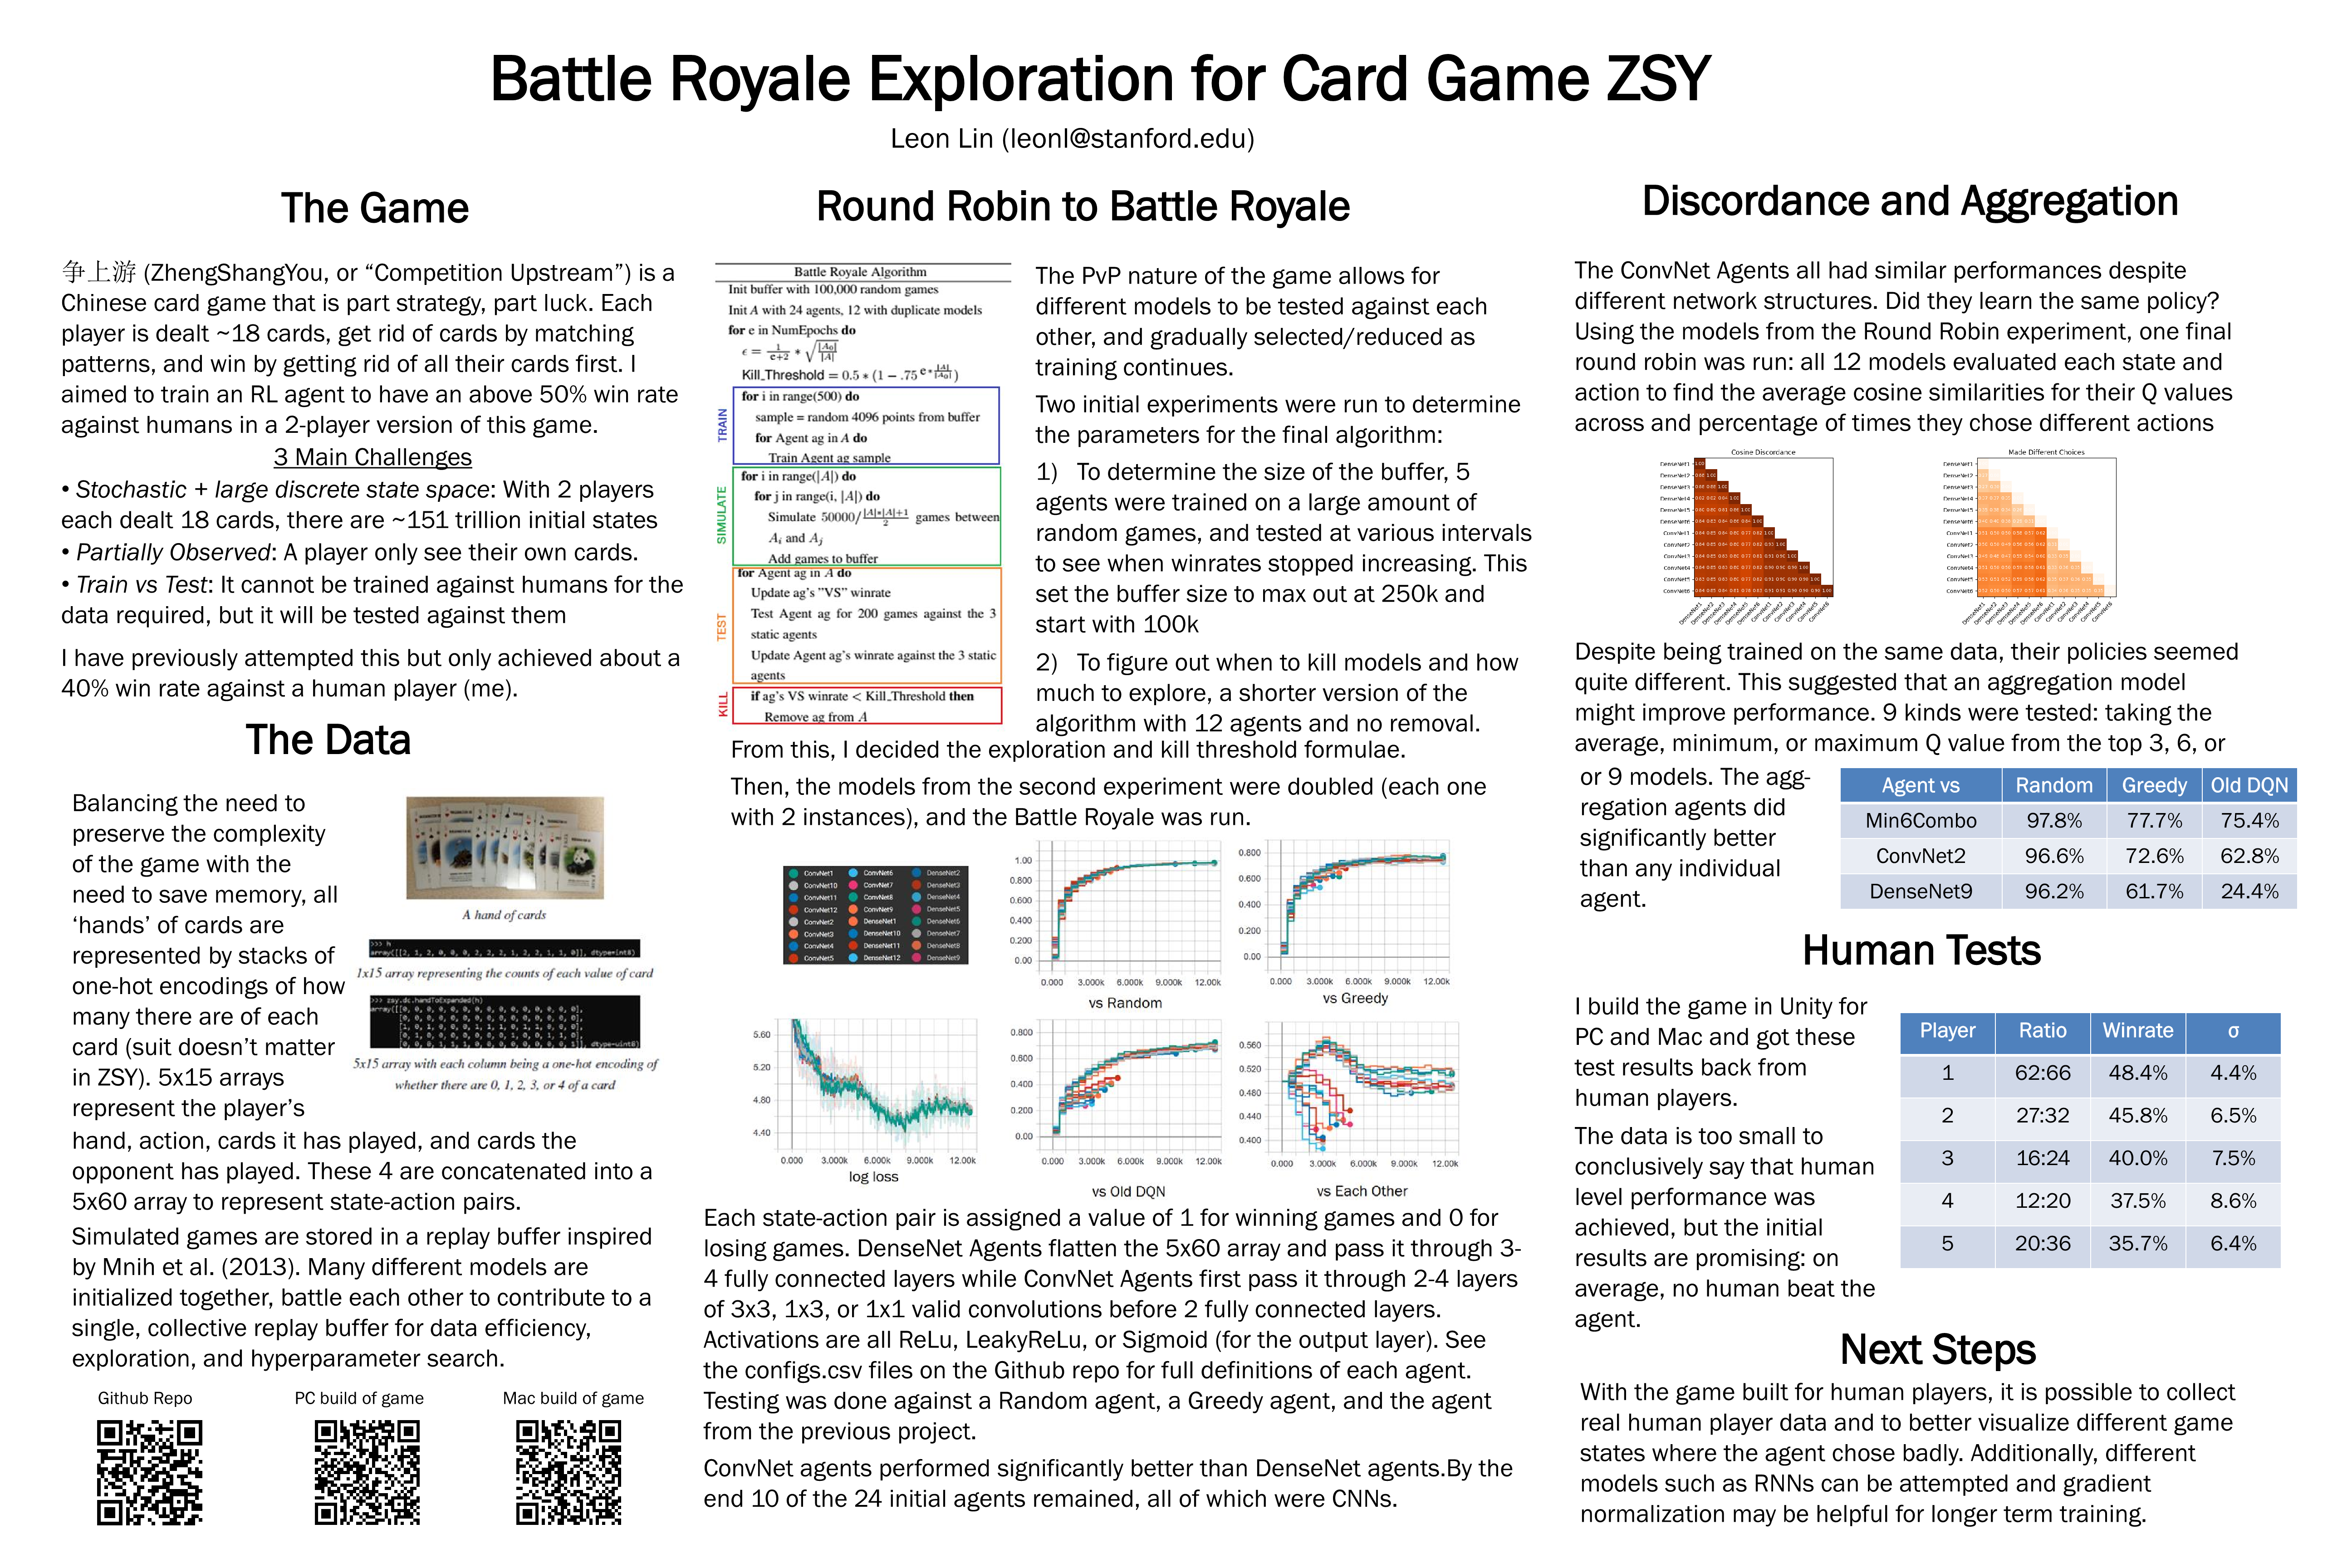 Battle Royale Exploration for Card Game ZSY
Leon Lin (leonl@stanford.edu)
The Game
争上游 (ZhengShangYou, or “Competition Upstream”) is a
Chinese card game that is part strategy, part luck. Each
player is dealt ~18 cards, get rid of cards by matching
patterns, and win by getting rid of all their cards first. I
aimed to train an RL agent to have an above 50% win rate
against humans in a 2-player version of this game.
3 Main Challenges
• Stochastic + large discrete state space: With 2 players
each dealt 18 cards, there are ~151 trillion initial states
• Partially Observed: A player only see their own cards.
• Train vs Test: It cannot be trained against humans for the
data required, but it will be tested against them
I have previously attempted this but only achieved about a
40% win rate against a human player (me).
The Data
Balancing the need to
preserve the complexity
of the game with the
need to save memory, all
‘hands’ of cards are
represented by stacks of
one-hot encodings of how
many there are of each
card (suit doesn’t matter
in ZSY). 5x15 arrays
represent the player’s
hand, action, cards it has played, and cards the
opponent has played. These 4 are concatenated into a
5x60 array to represent state-action pairs.
A hand of cards
>>> h
array([[2, 1, 2, 0, 0, 0, 2, 2, 2, 1, 2, 2, 1, 1, 0]], dtype=int8)
1x15 array representing the counts of each value of card
>>> zsy.dc.handToExpanded(h)
5x15 array with each column being a one-hot encoding of
whether there are 0, 1, 2, 3, or 4 of a card
Simulated games are stored in a replay buffer inspired
by Mnih et al. (2013). Many different models are
initialized together, battle each other to contribute to a
single, collective replay buffer for data efficiency,
exploration, and hyperparameter search.
Github Repo
PC build of game
Mac build of game
Round Robin to Battle Royale
Battle Royale Algorithm
Init buffer with 100,000 random games
Init A with 24 agents, 12 with duplicate models
for e in NumEpochs do
ϵ = 1/(e+2) * √(|A₀|/|A|)
Kill_Threshold = 0.5 * (1 − .75^(e*|A|/|A₀|))
TRAIN
for i in range(500) do
sample = random 4096 points from buffer
for Agent ag in A do
Train Agent ag sample
SIMULATE
for i in range(|A|) do
for j in range(i, |A|) do
Simulate 50000/(|A|*|A|+1)/2 games between
Ai and Aj
Add games to buffer
TEST
for Agent ag in A do
Update ag’s ”VS” winrate
Test Agent ag for 200 games against the 3
static agents
Update Agent ag’s winrate against the 3 static
agents
KILL
if ag’s VS winrate < Kill_Threshold then
Remove ag from A
The PvP nature of the game allows for
different models to be tested against each
other, and gradually selected/reduced as
training continues.
Two initial experiments were run to determine
the parameters for the final algorithm:
1) To determine the size of the buffer, 5
agents were trained on a large amount of
random games, and tested at various intervals
to see when winrates stopped increasing. This
set the buffer size to max out at 250k and
start with 100k
2) To figure out when to kill models and how
much to explore, a shorter version of the
algorithm with 12 agents and no removal.
From this, I decided the exploration and kill threshold formulae.
Then, the models from the second experiment were doubled (each one
with 2 instances), and the Battle Royale was run.
ConvNet1 ConvNet6 DenseNet2
ConvNet10 ConvNet7 DenseNet3
ConvNet11 ConvNet8 DenseNet4
ConvNet12 ConvNet9 DenseNet5
ConvNet2 DenseNet1 DenseNet6
ConvNet3 DenseNet10 DenseNet7
ConvNet4 DenseNet11 DenseNet8
ConvNet5 DenseNet12 DenseNet9
1.00
0.800
0.600
0.400
0.200
0.00
0.000 3.000k 6.000k 9.000k 12.00k
vs Random
0.800
0.600
0.400
0.200
0.00
0.000 3.000k 6.000k 9.000k 12.00k
vs Greedy
5.60
5.20
4.80
4.40
0.000 3.000k 6.000k 9.000k 12.00k
log loss
0.800
0.600
0.400
0.200
0.00
0.000 3.000k 6.000k 9.000k 12.00k
vs Old DQN
0.560
0.520
0.480
0.440
0.400
0.000 3.000k 6.000k 9.000k 12.00k
vs Each Other
Each state-action pair is assigned a value of 1 for winning games and 0 for
losing games. DenseNet Agents flatten the 5x60 array and pass it through 3-
4 fully connected layers while ConvNet Agents first pass it through 2-4 layers
of 3x3, 1x3, or 1x1 valid convolutions before 2 fully connected layers.
Activations are all ReLu, LeakyReLu, or Sigmoid (for the output layer). See
the configs.csv files on the Github repo for full definitions of each agent.
Testing was done against a Random agent, a Greedy agent, and the agent
from the previous project.
ConvNet agents performed significantly better than DenseNet agents.By the
end 10 of the 24 initial agents remained, all of which were CNNs.
Discordance and Aggregation
The ConvNet Agents all had similar performances despite
different network structures. Did they learn the same policy?
Using the models from the Round Robin experiment, one final
round robin was run: all 12 models evaluated each state and
action to find the average cosine similarities for their Q values
across and percentage of times they chose different actions
Cosine Discordance
DenseNet1
DenseNet2
DenseNet3
DenseNet4
DenseNet5
DenseNet6
ConvNet1
ConvNet2
ConvNet3
ConvNet4
ConvNet5
ConvNet6
DenseNet1 DenseNet2 DenseNet3 DenseNet4 DenseNet5 DenseNet6 ConvNet1 ConvNet2 ConvNet3 ConvNet4 ConvNet5 ConvNet6
Made Different Choices
DenseNet1
DenseNet2
DenseNet3
DenseNet4
DenseNet5
DenseNet6
ConvNet1
ConvNet2
ConvNet3
ConvNet4
ConvNet5
ConvNet6
DenseNet1 DenseNet2 DenseNet3 DenseNet4 DenseNet5 DenseNet6 ConvNet1 ConvNet2 ConvNet3 ConvNet4 ConvNet5 ConvNet6
Despite being trained on the same data, their policies seemed
quite different. This suggested that an aggregation model
might improve performance. 9 kinds were tested: taking the
average, minimum, or maximum Q value from the top 3, 6, or
or 9 models. The agg-
regation agents did
significantly better
than any individual
agent.
Agent vs Random Greedy Old DQN
Min6Combo 97.8% 77.7% 75.4%
ConvNet2 96.6% 72.6% 62.8%
DenseNet9 96.2% 61.7% 24.4%
Human Tests
I build the game in Unity for
PC and Mac and got these
test results back from
human players.
The data is too small to
conclusively say that human
level performance was
achieved, but the initial
results are promising: on
average, no human beat the
agent.
Player Ratio Winrate σ
1 62:66 48.4% 4.4%
2 27:32 45.8% 6.5%
3 16:24 40.0% 7.5%
4 12:20 37.5% 8.6%
5 20:36 35.7% 6.4%
Next Steps
With the game built for human players, it is possible to collect
real human player data and to better visualize different game
states where the agent chose badly. Additionally, different
models such as RNNs can be attempted and gradient
normalization may be helpful for longer term training.